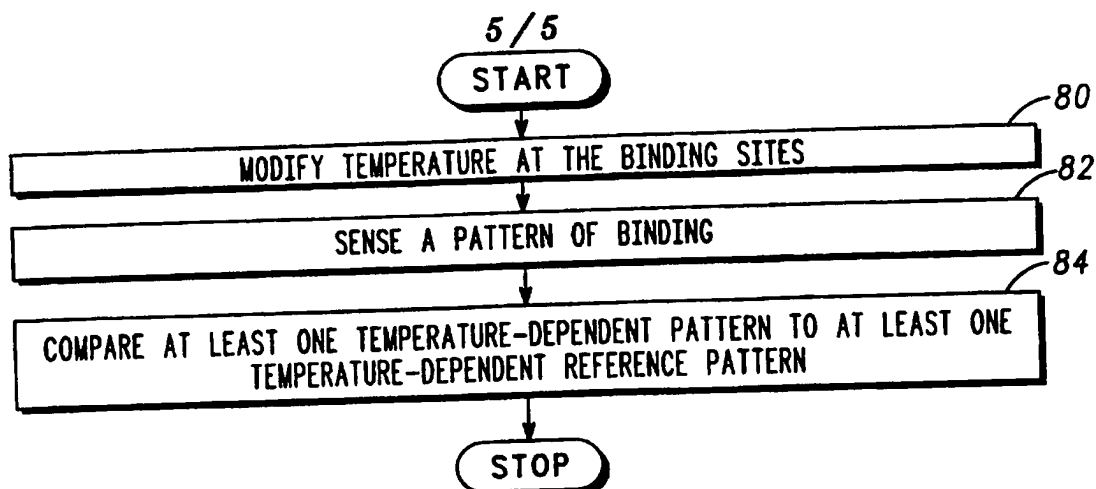 5/5
START
80
MODIFY TEMPERATURE AT THE BINDING SITES
82
SENSE A PATTERN OF BINDING
84
COMPARE AT LEAST ONE TEMPERATURE-DEPENDENT PATTERN TO AT LEAST ONE
TEMPERATURE-DEPENDENT REFERENCE PATTERN
STOP